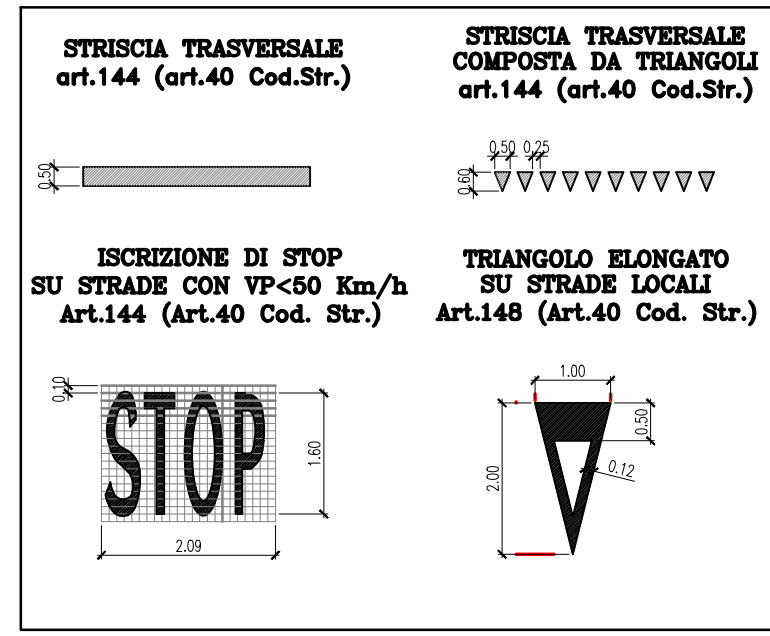 STRISCIA TRASVERSALE
art.144 (art.40 Cod.Str.)
0.50
STRISCIA TRASVERSALE
COMPOSTA DA TRIANGOLI
art.144 (art.40 Cod.Str.)
0.50 0.25
0.60
ISCRIZIONE DI STOP
SU STRADE CON VP<50 Km/h
Art.144 (Art.40 Cod. Str.)
0.10
STOP
1.60
2.09
TRIANGOLO ELONGATO
SU STRADE LOCALI
Art.148 (Art.40 Cod. Str.)
1.00
0.50
0.12
2.00